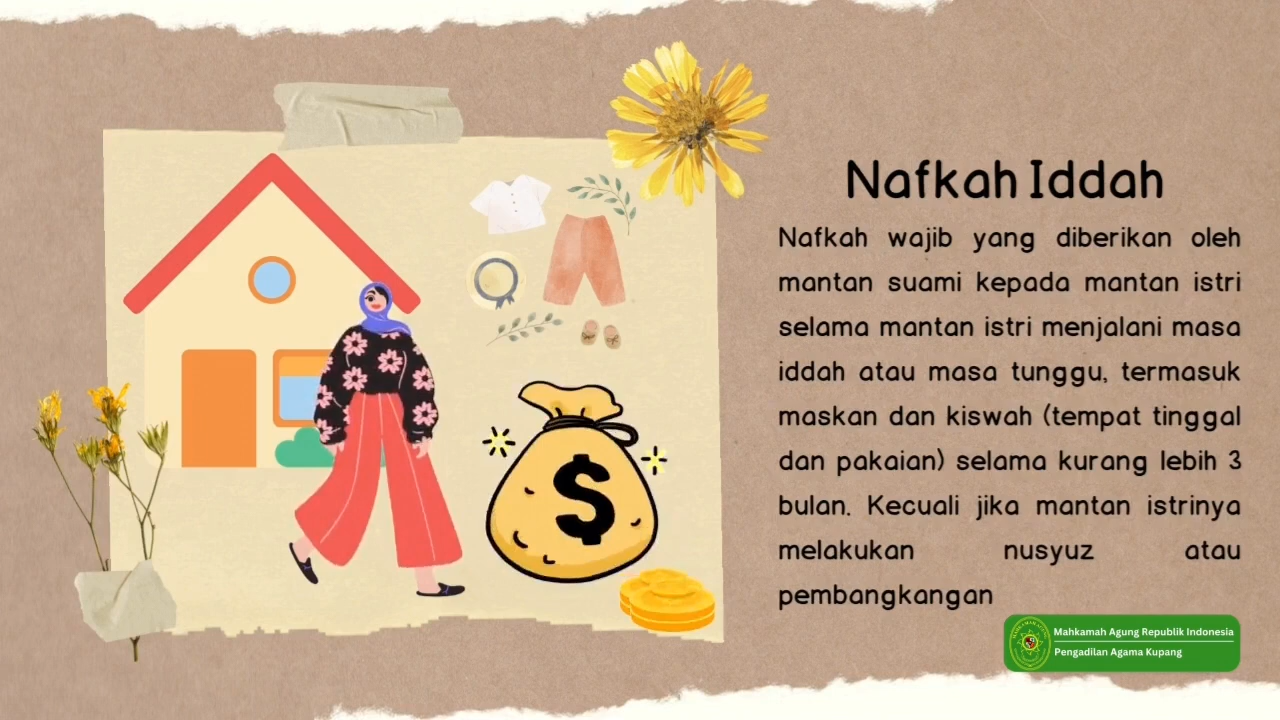 Nafkah Iddah
Nafkah wajib yang diberikan oleh
mantan suami kepada mantan istri
selama mantan istri menjalani masa
iddah atau masa tunggu, termasuk
maskan dan kiswah (tempat tinggal
dan pakaian) selama kurang lebih 3
bulan. Kecuali jika mantan istrinya
melakukan nusyuz atau
pembangkangan
$
Mahkamah Agung Republik Indonesia
Pengadilan Agama Kupang